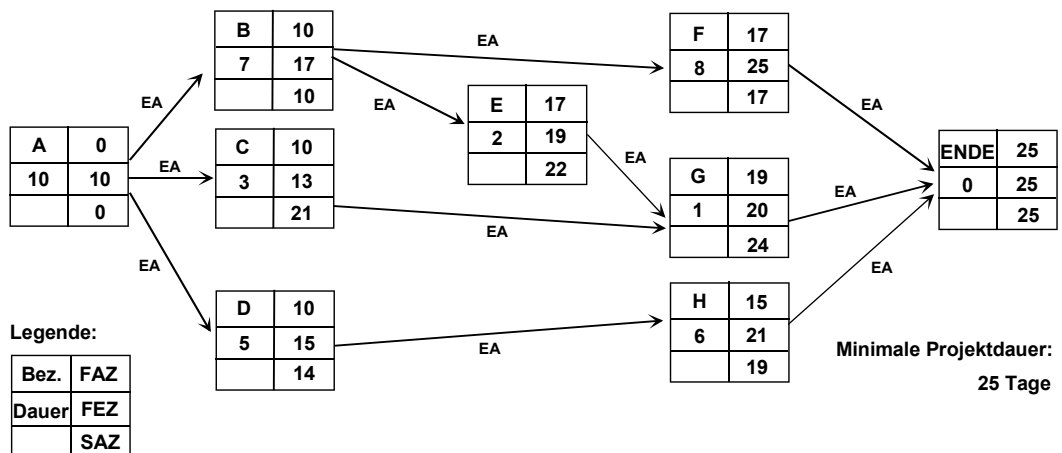 B 10
7 17
10
EA
F 17
8 25
17
EA
EA
E 17
2 19
22
EA
EA
A 0
10 10
0
EA
C 10
3 13
21
EA
G 19
1 20
24
EA
ENDE 25
0 25
25
EA
D 10
5 15
14
EA
H 15
6 21
19
EA
Legende:
Bez. FAZ
Dauer FEZ
SAZ
Minimale Projektdauer:
25 Tage